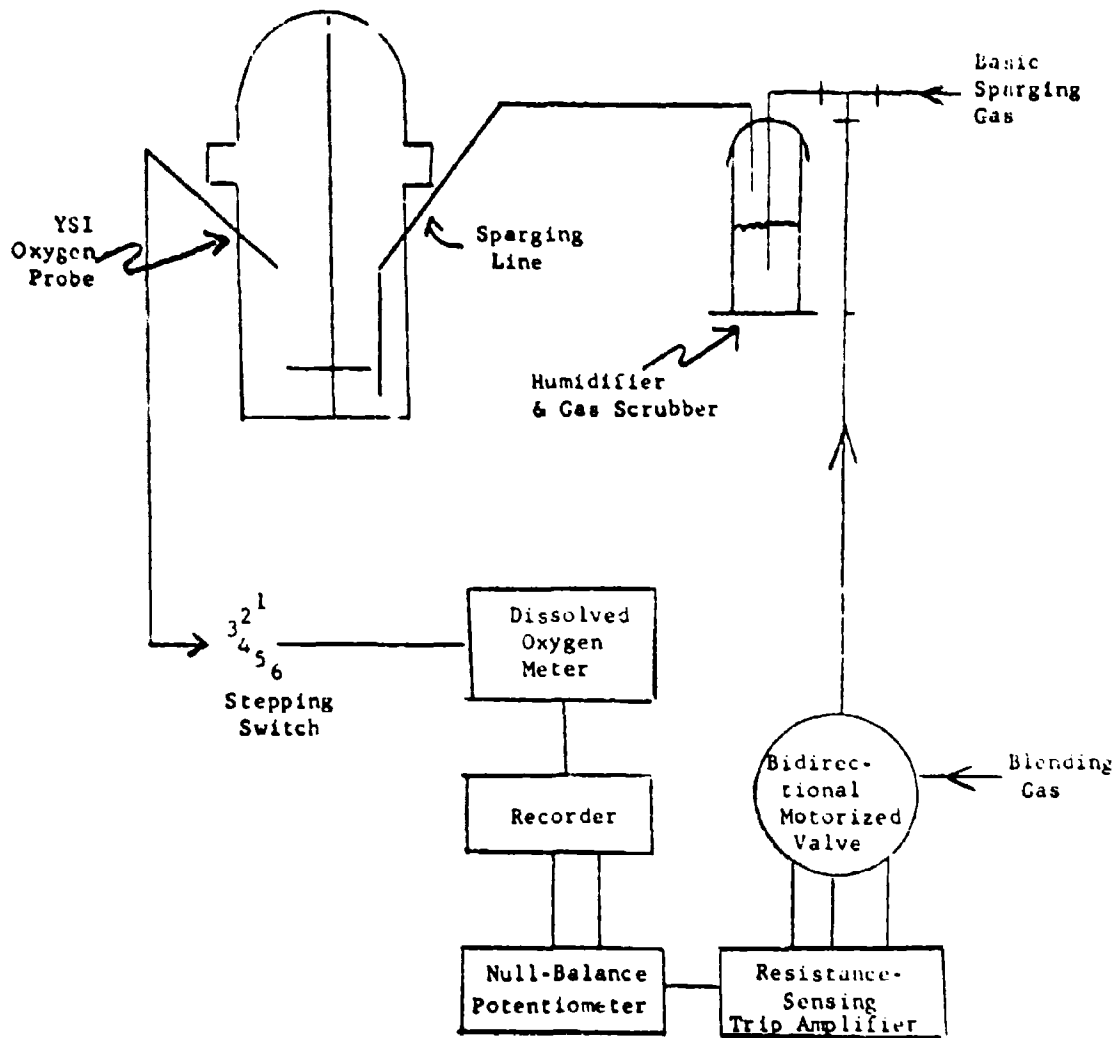 Basic
Sparging
Gas
YSI
Oxygen
Probe
Sparging
Line
Humidifier
& Gas Scrubber
1
2
3
4
5
6
Stepping
Switch
Dissolved
Oxygen
Meter
Recorder
Bidirec-
tional
Motorized
Valve
Blending
Gas
Null-Balance
Potentiometer
Resistance-
Sensing
Trip Amplifier